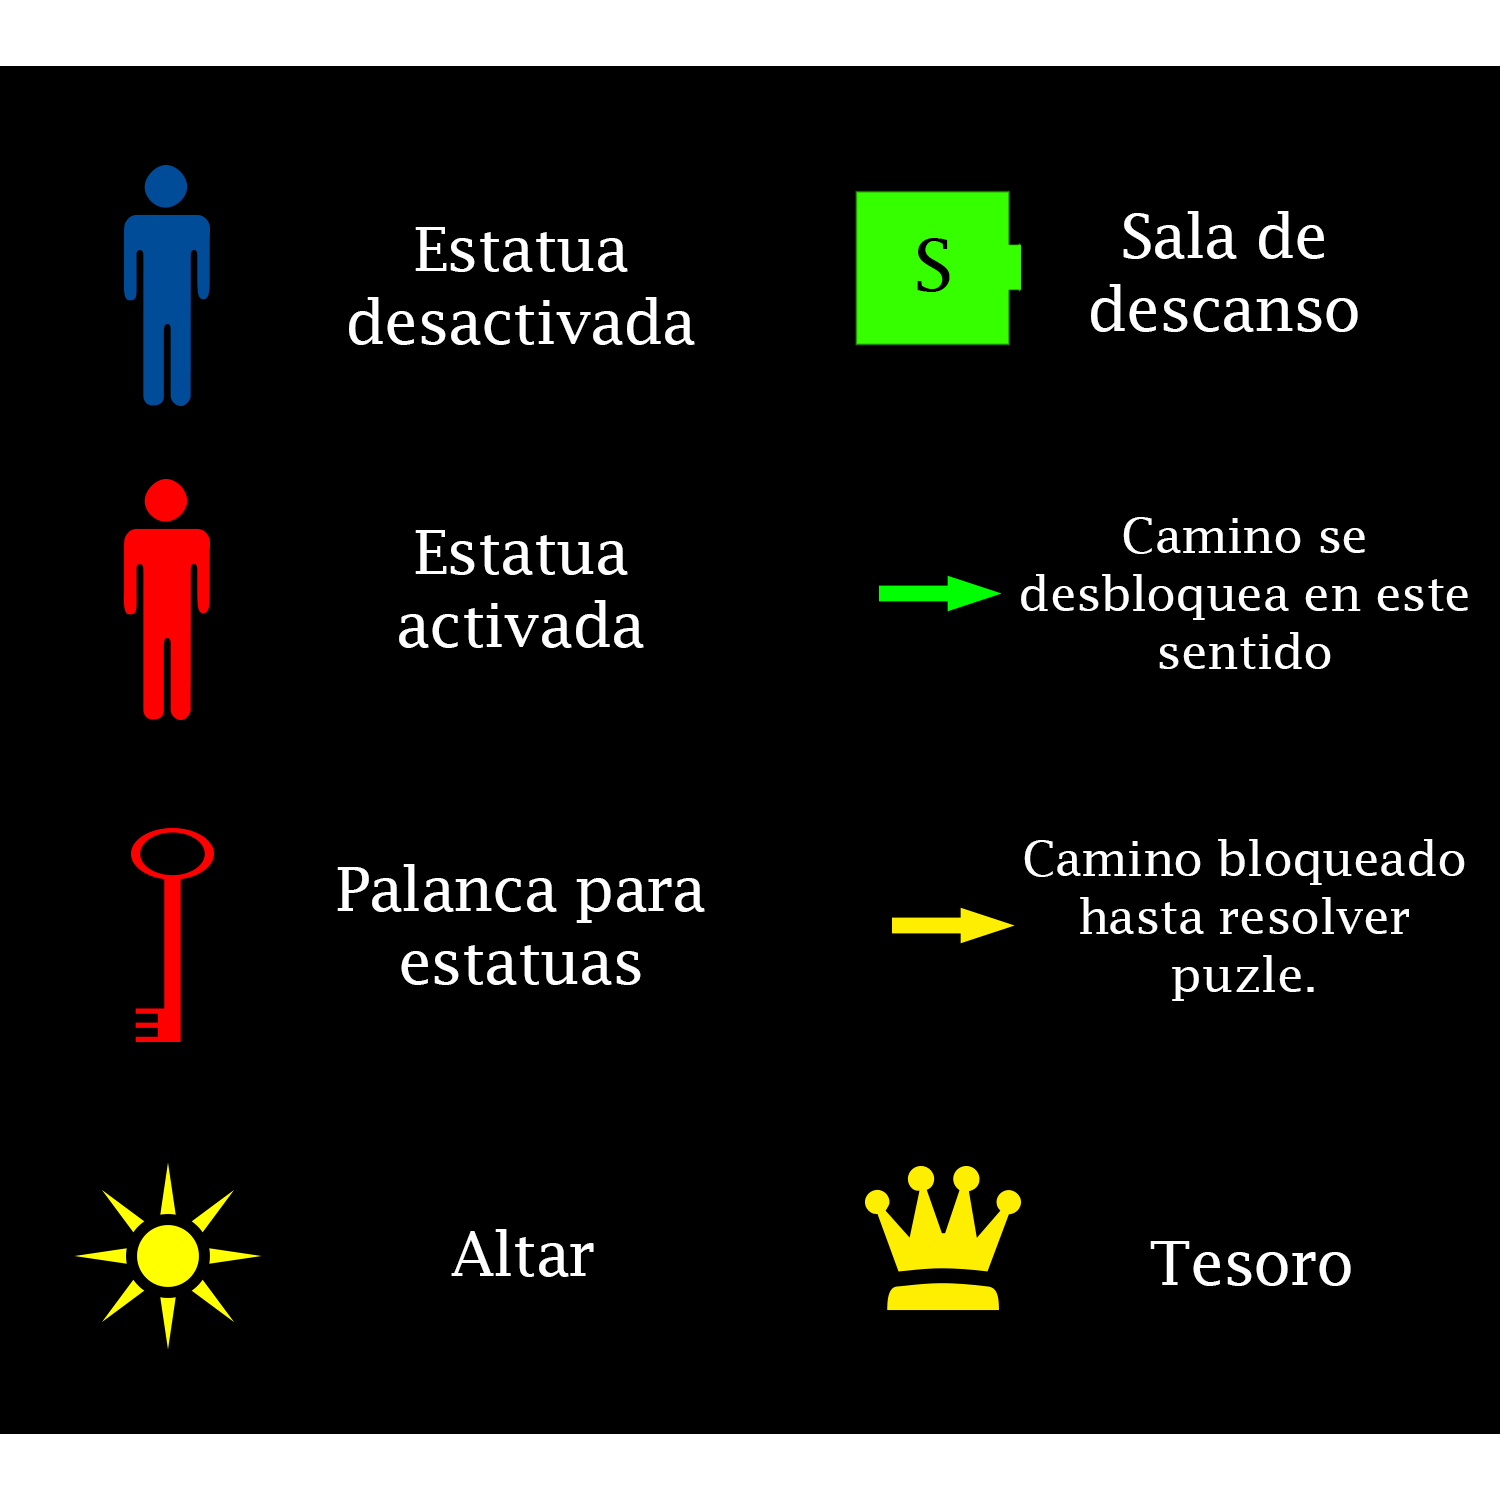 Estatua
desactivada
S
Sala de
descanso
Estatua
activada
Camino se
desbloquea en este
sentido
Palanca para
estatuas
Camino bloqueado
hasta resolver
puzle.
Altar
Tesoro